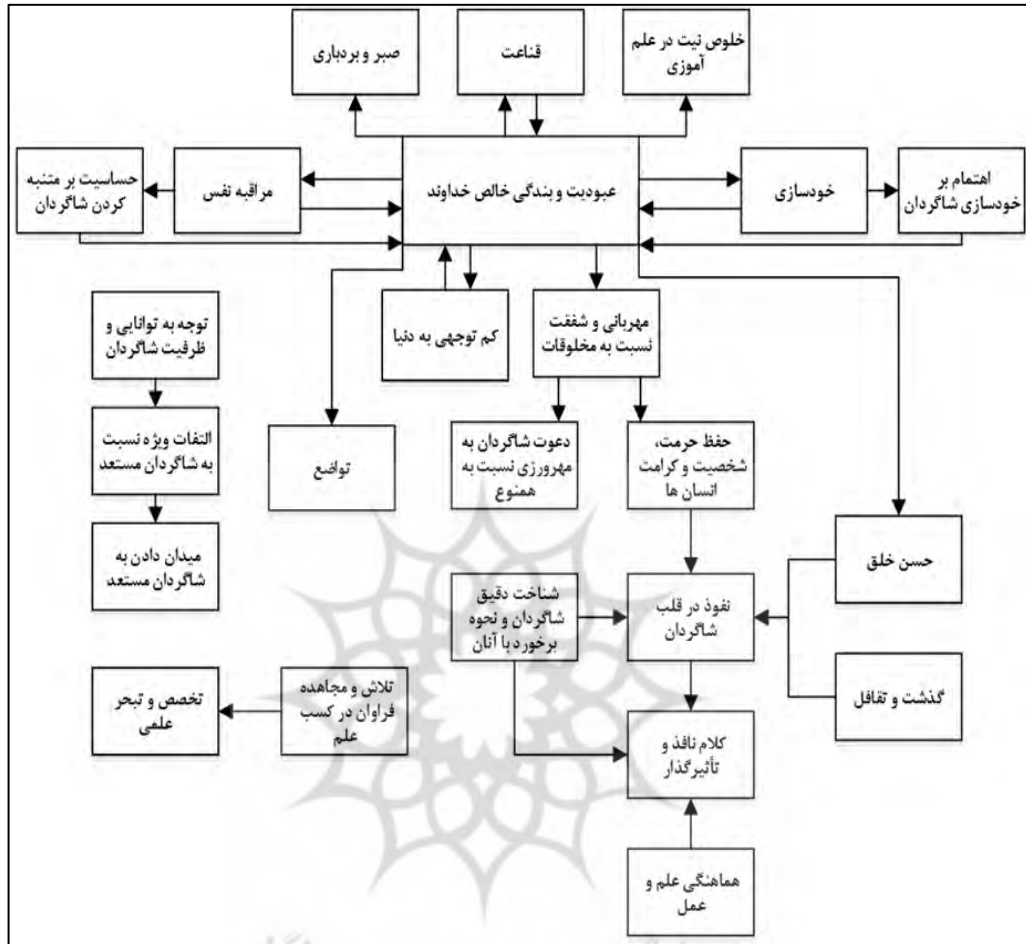 خلوص نیت در علم
آموزی
قناعت
صبر و بردباری
اهتمام بر
خودسازی شاگردان
خودسازی
عبودیت و بندگی خالص خداوند
مراقبه نفس
حساسیت بر متنبه
کردن شاگردان
مهربانی و شفقت
نسبت به مخلوقات
کم توجهی به دنیا
توجه به توانایی و
ظرفیت شاگردان
حفظ حرمت،
شخصیت و کرامت
انسان ها
دعوت شاگردان به
مهرورزی نسبت به
همنوع
تواضع
التفات ویژه نسبت
به شاگردان مستعد
میدان دادن به
شاگردان مستعد
حسن خلق
نفوذ در قلب
شاگردان
شناخت دقیق
شاگردان و نحوه
برخورد با آنان
گذشت و تقافل
کلام نافذ و
تأثیرگذار
تلاش و مجاهده
فراوان در کسب
علم
تخصص و تبحر
علمی
هماهنگی علم و
عمل